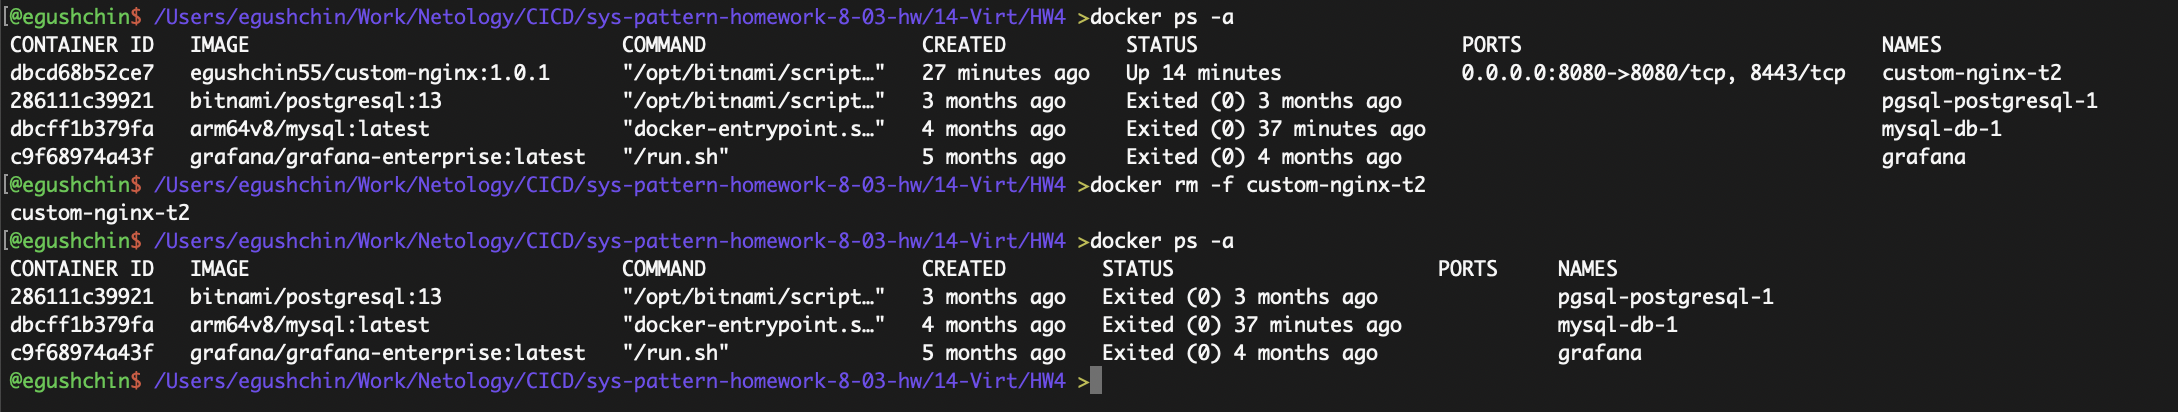 [@egushchin$ /Users/egushchin/Work/Netology/CICD/sys-pattern-homework-8-03-hw/14-Virt/HW4 >docker ps -a
CONTAINER ID   IMAGE                               COMMAND                  CREATED          STATUS                      PORTS                              NAMES
dbcd68b52ce7   egushchin55/custom-nginx:1.0.1      "/opt/bitnami/script…"   27 minutes ago   Up 14 minutes               0.0.0.0:8080->8080/tcp, 8443/tcp   custom-nginx-t2
286111c39921   bitnami/postgresql:13               "/opt/bitnami/script…"   3 months ago     Exited (0) 3 months ago                                        pgsql-postgresql-1
dbcff1b379fa   arm64v8/mysql:latest                "docker-entrypoint.s…"   4 months ago     Exited (0) 37 minutes ago                                      mysql-db-1
c9f68974a43f   grafana/grafana-enterprise:latest   "/run.sh"                5 months ago     Exited (0) 4 months ago                                        grafana
[@egushchin$ /Users/egushchin/Work/Netology/CICD/sys-pattern-homework-8-03-hw/14-Virt/HW4 >docker rm -f custom-nginx-t2
custom-nginx-t2
[@egushchin$ /Users/egushchin/Work/Netology/CICD/sys-pattern-homework-8-03-hw/14-Virt/HW4 >docker ps -a
CONTAINER ID   IMAGE                               COMMAND                  CREATED        STATUS                      PORTS     NAMES
286111c39921   bitnami/postgresql:13               "/opt/bitnami/script…"   3 months ago   Exited (0) 3 months ago               pgsql-postgresql-1
dbcff1b379fa   arm64v8/mysql:latest                "docker-entrypoint.s…"   4 months ago   Exited (0) 37 minutes ago             mysql-db-1
c9f68974a43f   grafana/grafana-enterprise:latest   "/run.sh"                5 months ago   Exited (0) 4 months ago               grafana
@egushchin$ /Users/egushchin/Work/Netology/CICD/sys-pattern-homework-8-03-hw/14-Virt/HW4 >